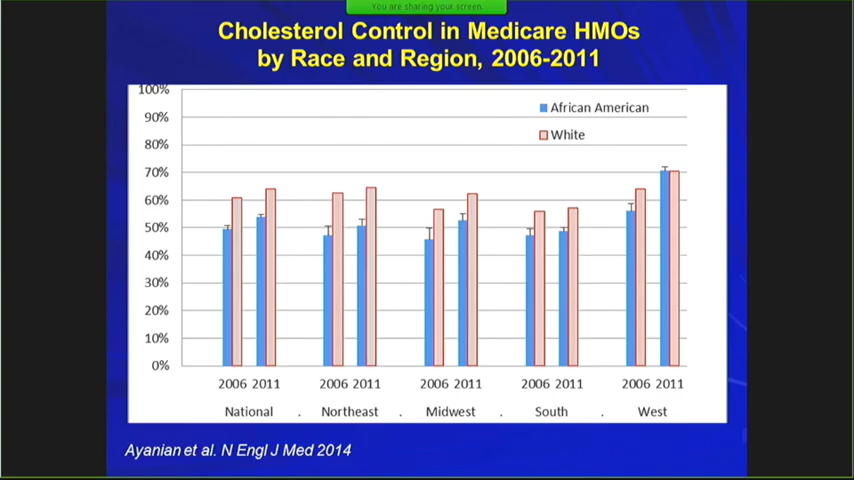 You are sharing your screen.
Cholesterol Control in Medicare HMOs
by Race and Region, 2006-2011
100%
90%
80%
70%
60%
50%
40%
30%
20%
10%
0%
African American
White
2006 2011 2006 2011 2006 2011 2006 2011 2006 2011
National . Northeast . Midwest . South . West
Ayanian et al. N Engl J Med 2014